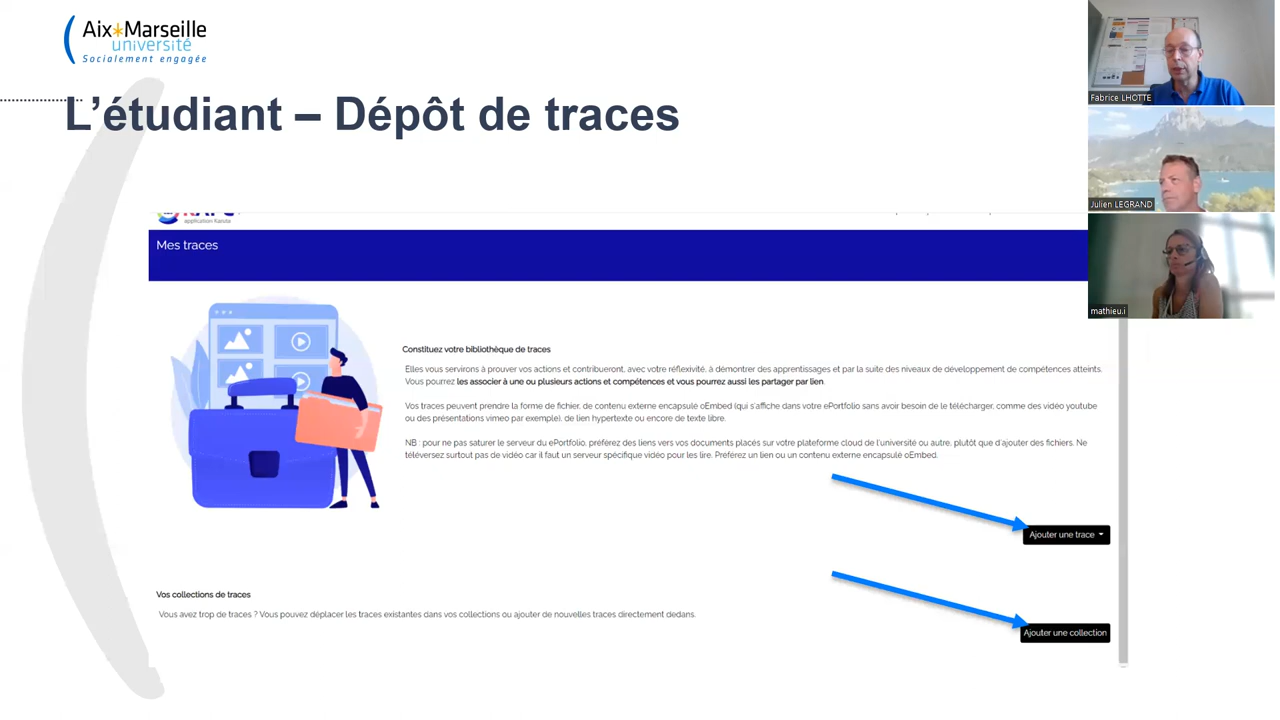 Aix*Marseille
université
Socialement engagée
L'étudiant – Dépôt de traces
Fabrice LHOTTE
Julien LEGRAND
mathieu.i
application Karuta
Mes traces
Constituez votre bibliothèque de traces
Elles vous servirons à prouver vos actions et contribueront, avec votre réflexivité, à démontrer des apprentissages et par la suite des niveaux de développement de compétences atteints.
Vous pourrez les associer à une ou plusieurs actions et compétences et vous pourrez aussi les partager par lien.
Vos traces peuvent prendre la forme de fichier, de contenu externe encapsulé oEmbed (qui s'affiche dans votre ePortfolio sans avoir besoin de le télécharger, comme des vidéo youtube
ou des présentations vimeo par exemple), de lien hypertexte ou encore de texte libre.
NB : pour ne pas saturer le serveur du ePortfolio, préférez des liens vers vos documents placés sur votre plateforme cloud de l'université ou autre, plutôt que d'ajouter des fichiers. Ne
téléversez surtout pas de vidéo car il faut un serveur spécifique vidéo pour les lire. Préférez un lien ou un contenu externe encapsulé oEmbed.
Ajouter une trace
Vos collections de traces
Vous avez trop de traces ? Vous pouvez déplacer les traces existantes dans vos collections ou ajouter de nouvelles traces directement dedans.
Ajouter une collection